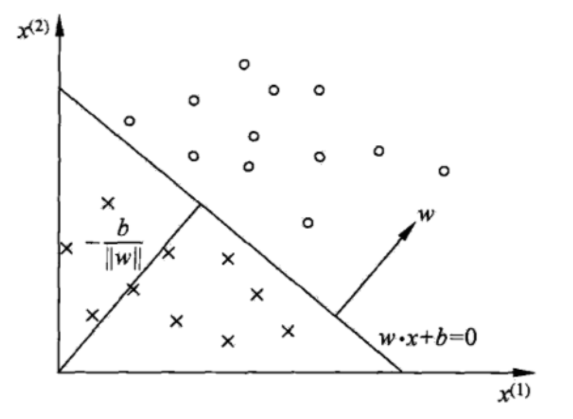 x(2)
w
− b/‖w‖
w·x+b=0
x(1)